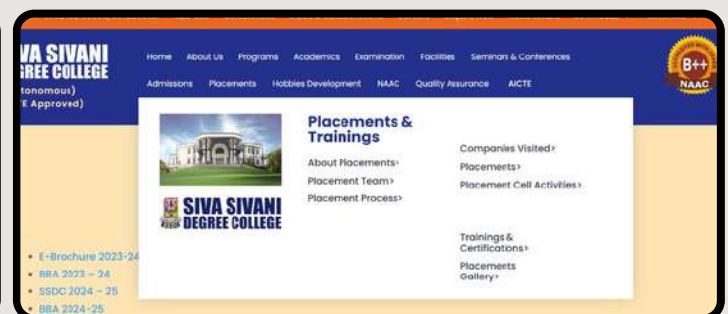 VA SIVANI
GREE COLLEGE
tonomous)
E Approved)
Home About Us Programs Academics Examination Facilities Seminars & Conferences
Admissions Placements Hobbies Development NAAC Quality Assurance AICTE
B++
NAAC
Placements &
Trainings
About Placements>
Placement Team>
Placement Process>
Companies Visited>
Placements>
Placement Cell Activities>
Trainings &
Certifications>
Placements
Gallery>
SIVA SIVANI
DEGREE COLLEGE
E-Brochure 2023-24
BBA 2023 – 24
SSDC 2024 – 25
BBA 2024-25